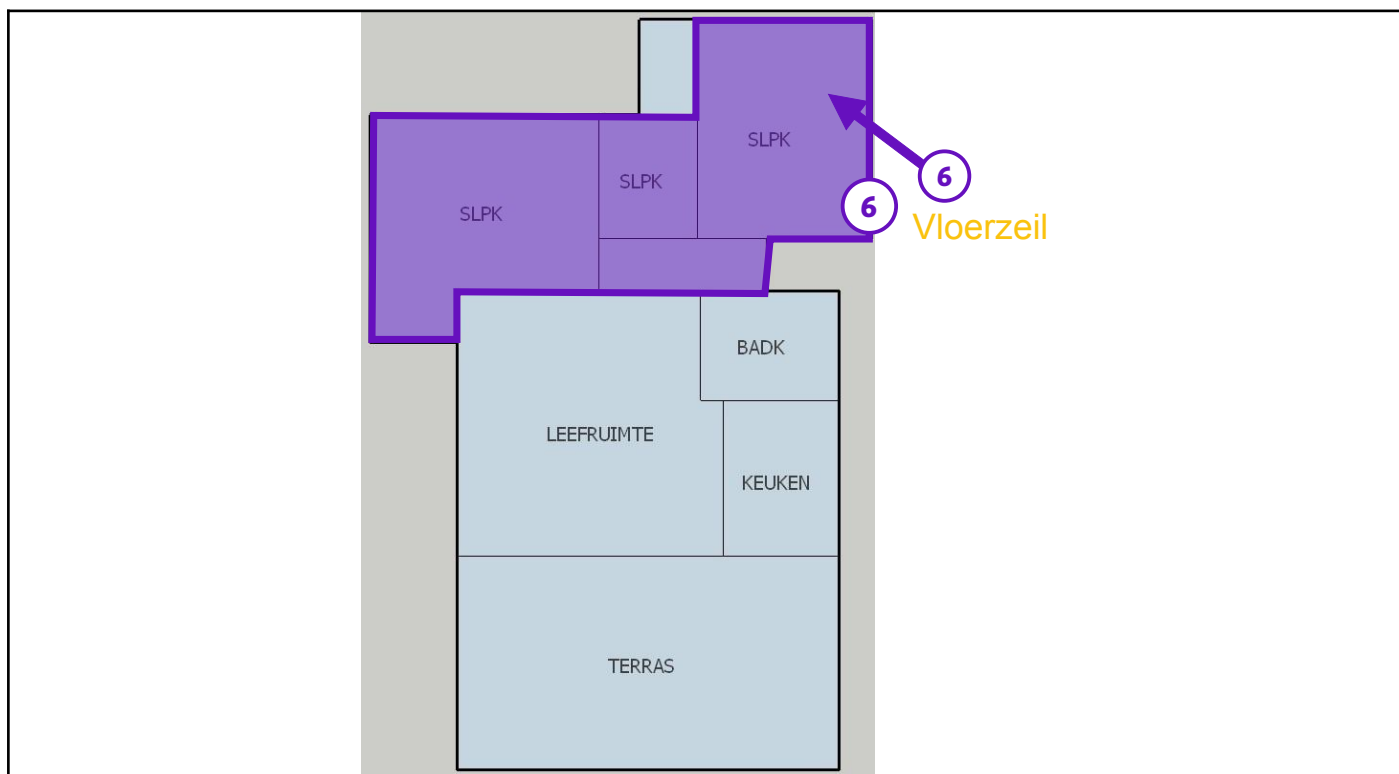 SLPK
SLPK
SLPK
6
6
Vloerzeil
BADK
LEEFRUIMTE
KEUKEN
TERRAS